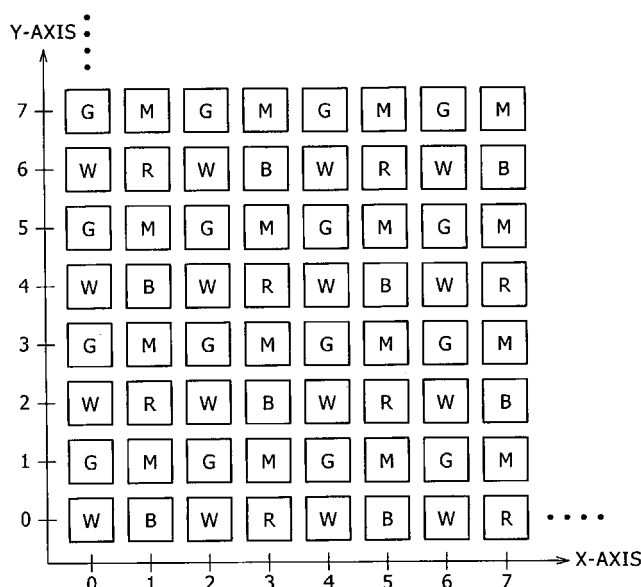 Y-AXIS
7 G M G M G M G M
6 W R W B W R W B
5 G M G M G M G M
4 W B W R W B W R
3 G M G M G M G M
2 W R W B W R W B
1 G M G M G M G M
0 W B W R W B W R
X-AXIS
0 1 2 3 4 5 6 7